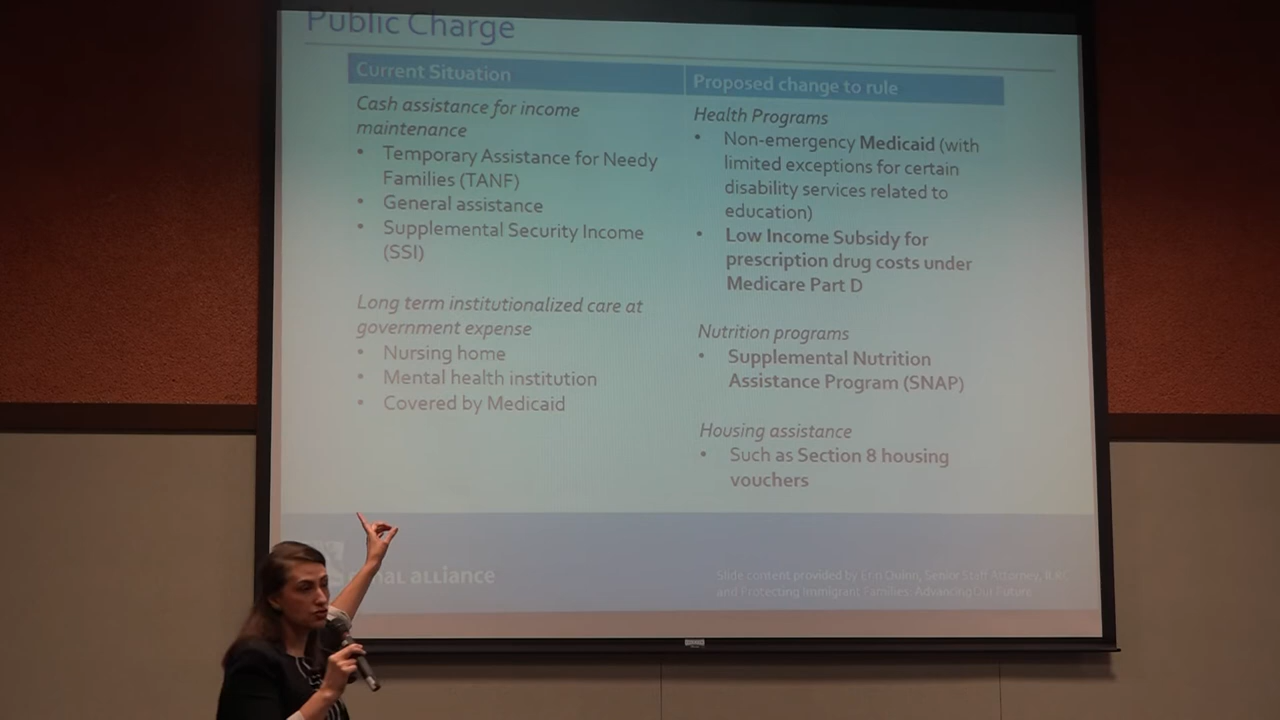 Public Charge
Current Situation
Cash assistance for income
maintenance
• Temporary Assistance for Needy
Families (TANF)
• General assistance
• Supplemental Security Income
(SSI)
Long term institutionalized care at
government expense
• Nursing home
• Mental health institution
• Covered by Medicaid
Proposed change to rule
Health Programs
• Non-emergency Medicaid (with
limited exceptions for certain
disability services related to
education)
• Low Income Subsidy for
prescription drug costs under
Medicare Part D
Nutrition programs
• Supplemental Nutrition
Assistance Program (SNAP)
Housing assistance
• Such as Section 8 housing
vouchers
ALLIANCE
Slide content provided by Erin Quinn, Senior Staff Attorney, ILRC
and Protecting Immigrant Families, Advancing Our Future